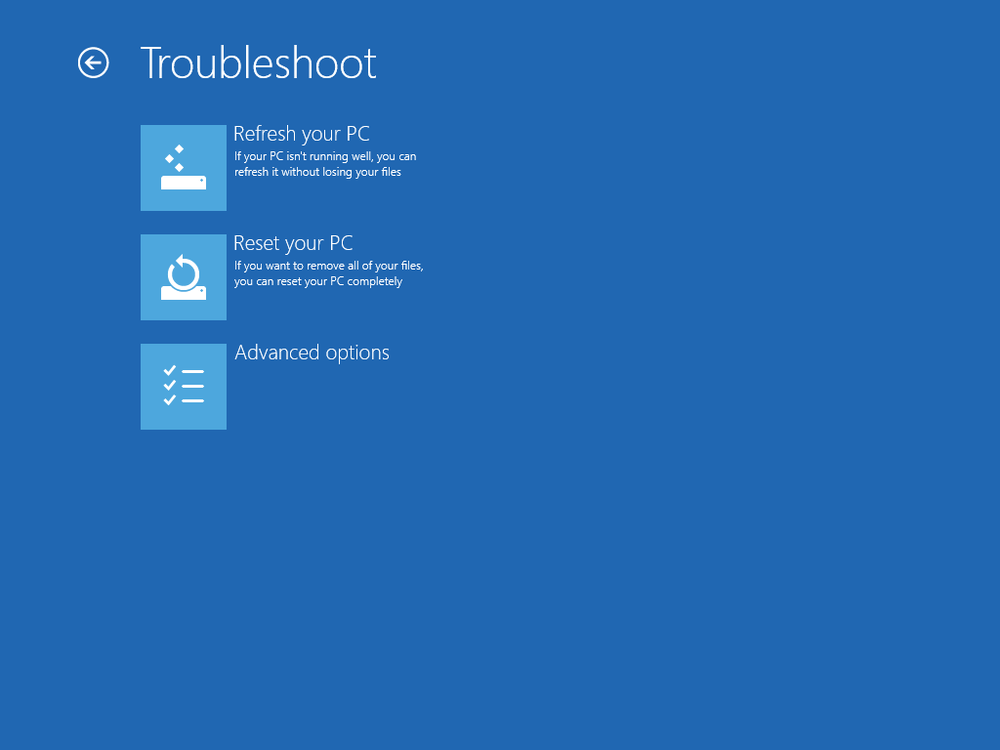 Troubleshoot
Refresh your PC
If your PC isn't running well, you can
refresh it without losing your files
Reset your PC
If you want to remove all of your files,
you can reset your PC completely
Advanced options